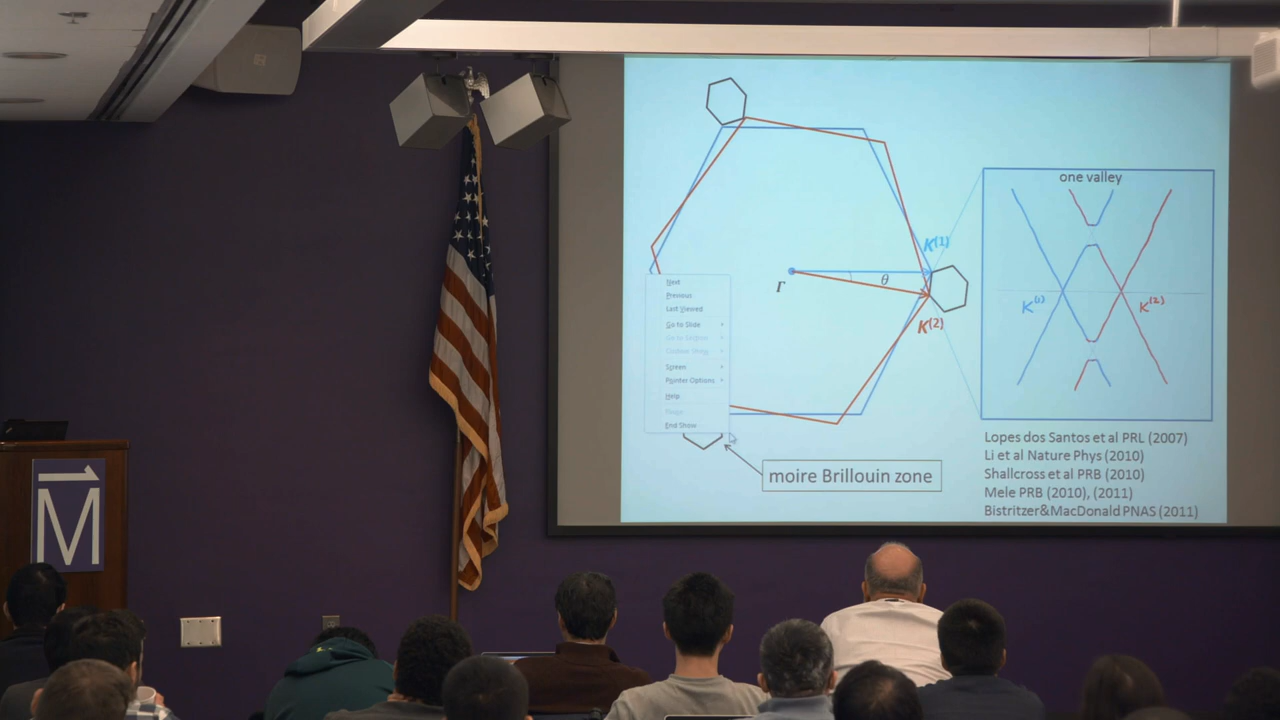 one valley
K(1)
Γ
θ
K(2)
K(1)
K(2)
Next
Previous
Last Viewed
Go to Slide
Screen
Pointer Options
Help
End Show
moire Brillouin zone
Lopes dos Santos et al PRL (2007)
Li et al Nature Phys (2010)
Shallcross et al PRB (2010)
Mele PRB (2010), (2011)
Bistritzer&MacDonald PNAS (2011)
M